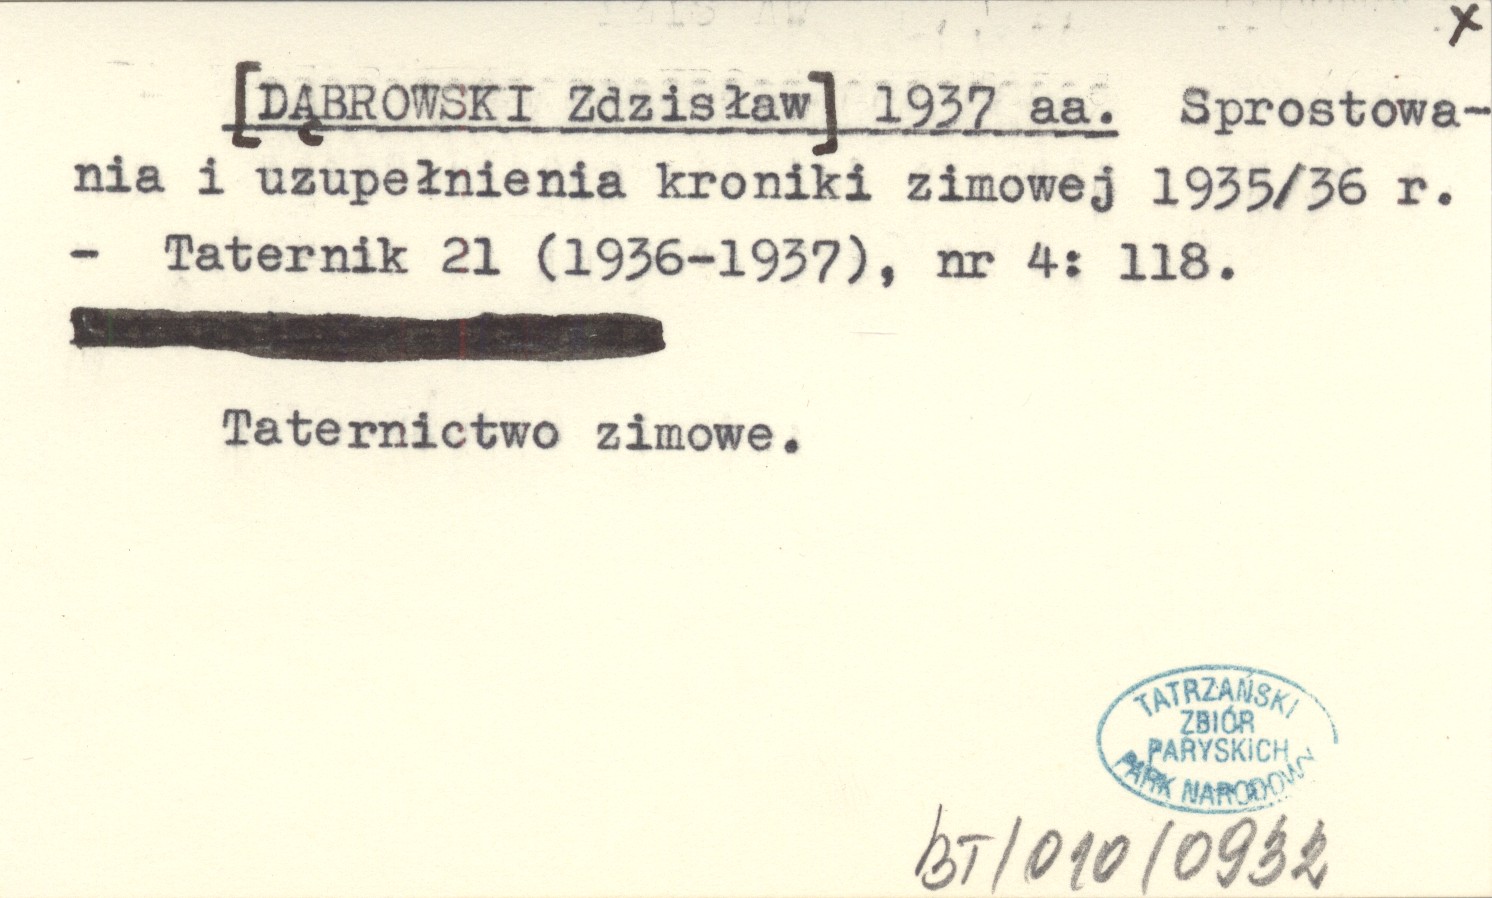 x
[DĄBROWSKI Zdzisław] 1937 aa. Sprostowa-
nia i uzupełnienia kroniki zimowej 1935/36 r.
- Taternik 21 (1936-1937), nr 4: 118.
Taternictwo zimowe.
TATRZAŃSKI
ZBIÓR
PARYSKICH
PARK NARODOWY
BT/010/0932